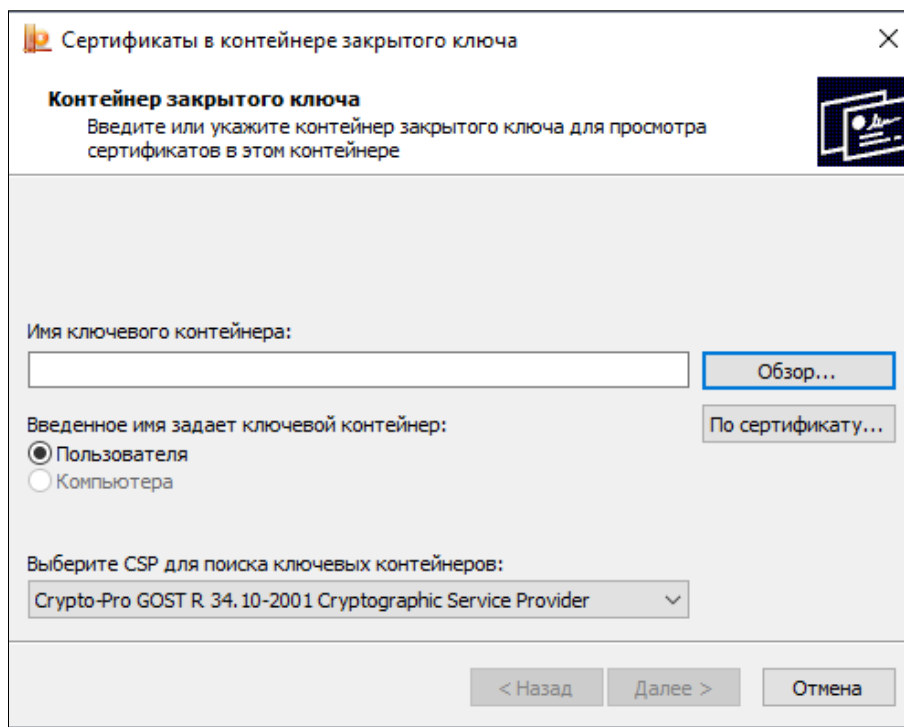 Сертификаты в контейнере закрытого ключа
Контейнер закрытого ключа
Введите или укажите контейнер закрытого ключа для просмотра
сертификатов в этом контейнере
Имя ключевого контейнера:
Обзор...
Введенное имя задает ключевой контейнер:
По сертификату...
Пользователя
Компьютера
Выберите CSP для поиска ключевых контейнеров:
Crypto-Pro GOST R 34.10-2001 Cryptographic Service Provider
< Назад
Далее >
Отмена